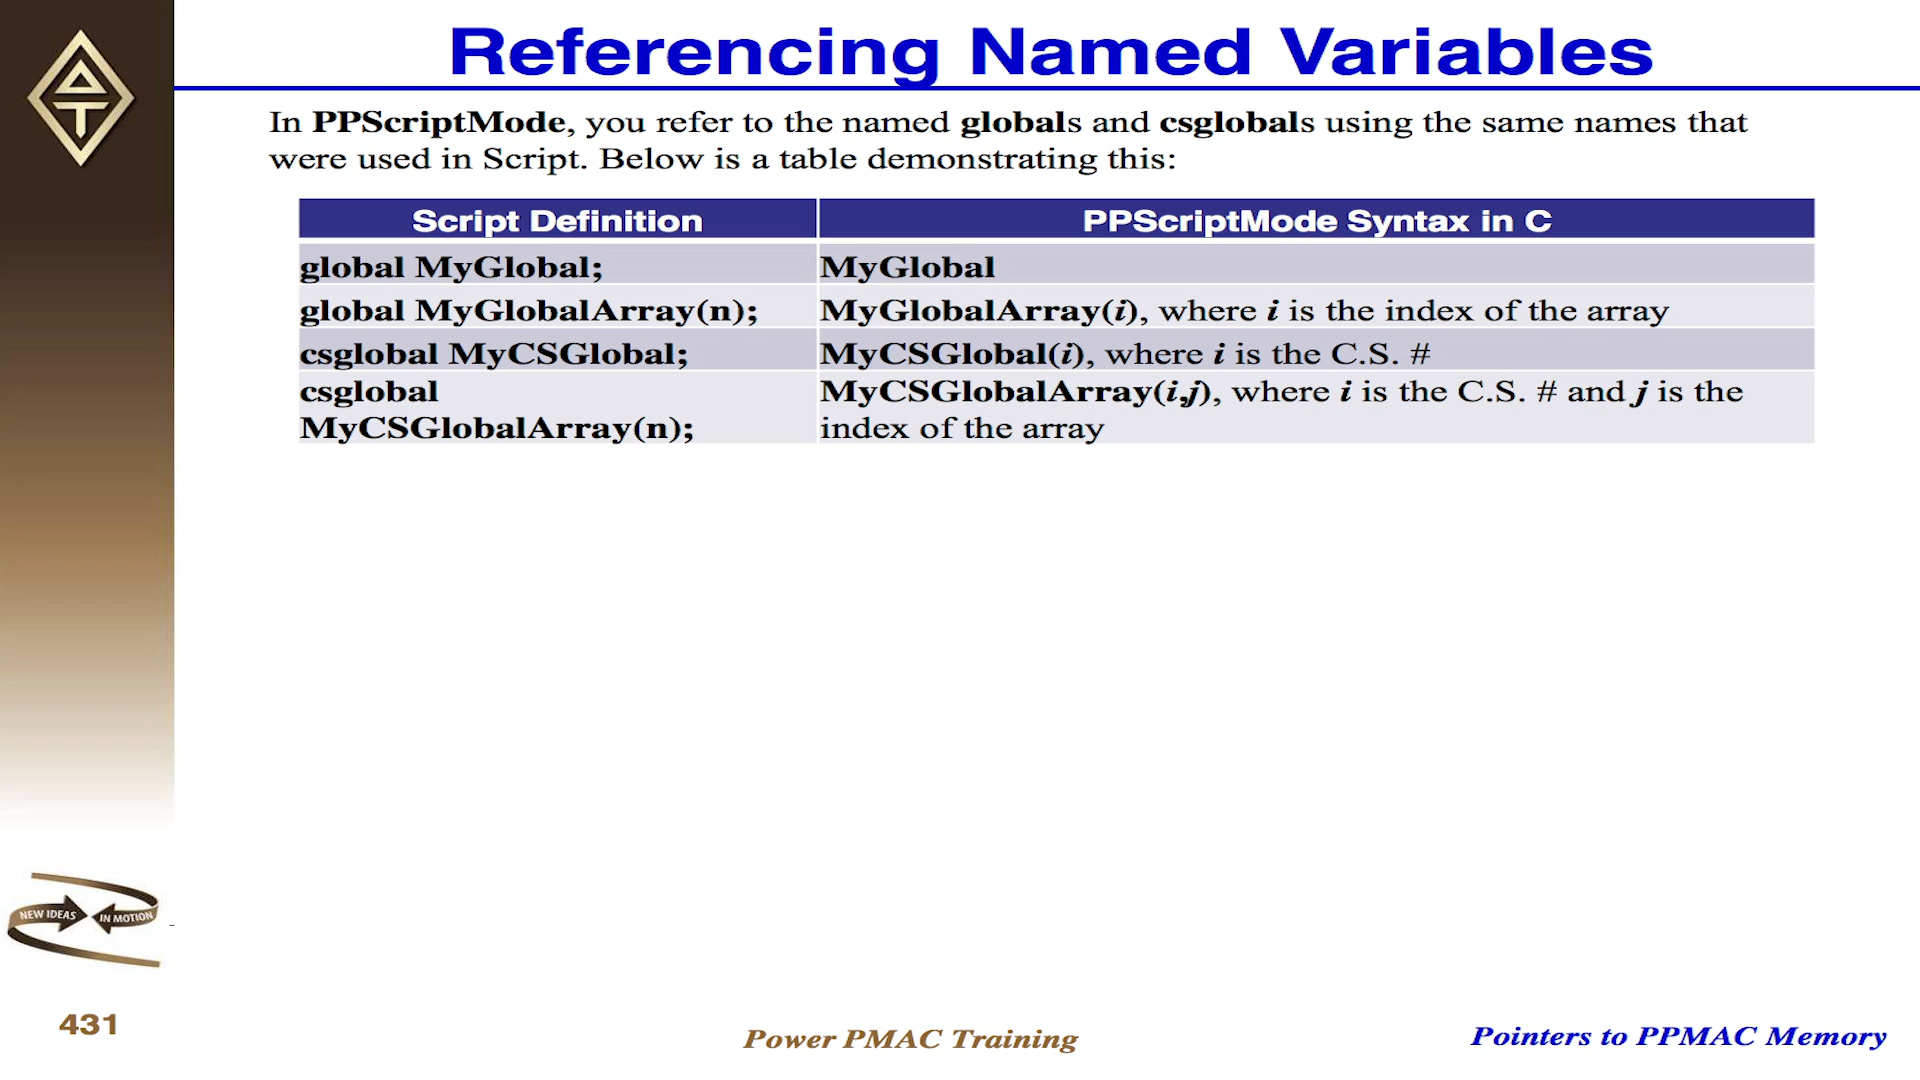 Referencing Named Variables
In PPScriptMode, you refer to the named globals and csglobals using the same names that
were used in Script. Below is a table demonstrating this:
Script Definition PPScriptMode Syntax in C
global MyGlobal; MyGlobal
global MyGlobalArray(n); MyGlobalArray(i), where i is the index of the array
csglobal MyCSGlobal; MyCSGlobal(i), where i is the C.S. #
csglobal MyCSGlobalArray(i,j), where i is the C.S. # and j is the
MyCSGlobalArray(n); index of the array
NEW IDEAS IN MOTION
431
Power PMAC Training
Pointers to PPMAC Memory